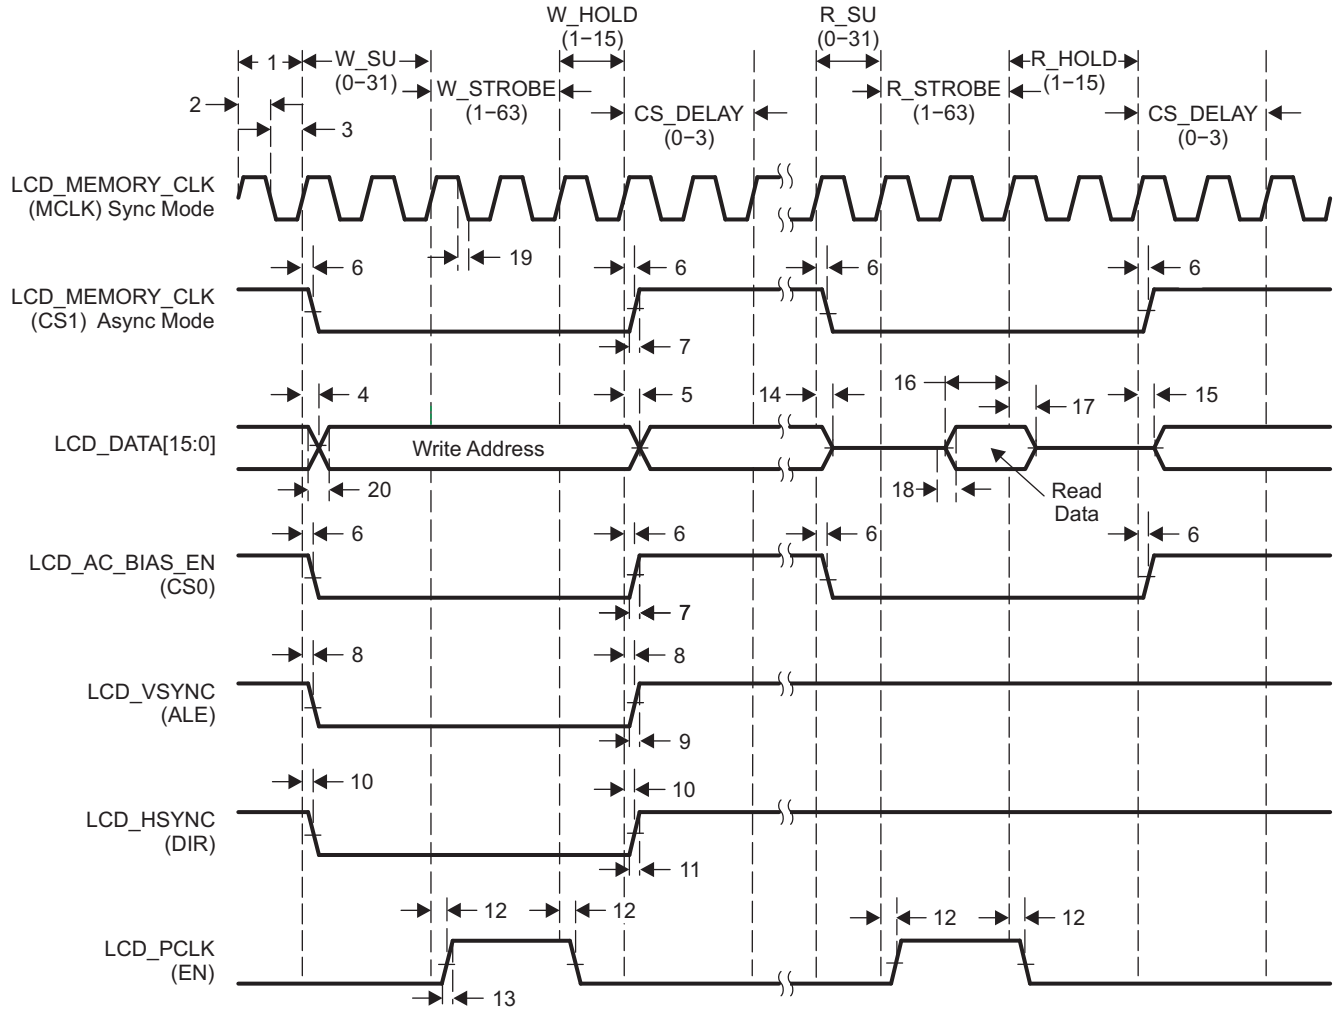 W_HOLD
(1−15)
R_SU
(0−31)
1
W_SU
(0−31)
R_HOLD
(1−15)
2
W_STROBE
(1−63)
R_STROBE
(1−63)
3
CS_DELAY
(0−3)
CS_DELAY
(0−3)
LCD_MEMORY_CLK
(MCLK) Sync Mode
19
6
6
6
6
LCD_MEMORY_CLK
(CS1) Async Mode
7
4
5
14
16
17
15
LCD_DATA[15:0]
Write Address
20
18
Read
Data
6
6
6
6
LCD_AC_BIAS_EN
(CS0)
7
8
8
LCD_VSYNC
(ALE)
9
10
10
LCD_HSYNC
(DIR)
11
12
12
12
12
LCD_PCLK
(EN)
13